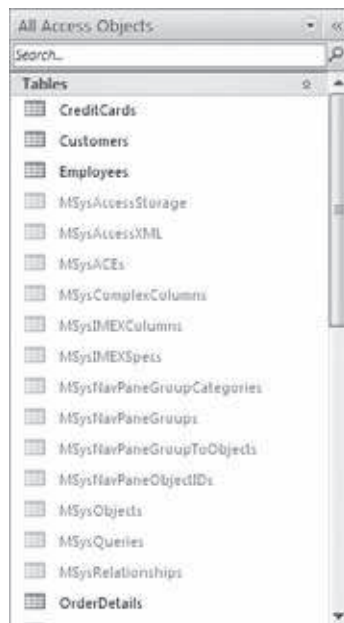 All Access Objects
Search...
Tables
CreditCards
Customers
Employees
MSysAccessStorage
MSysAccessXML
MSysACEs
MSysComplexColumns
MSysIMEXColumns
MSysIMEXSpecs
MSysNavPaneGroupCategories
MSysNavPaneGroups
MSysNavPaneGroupToObjects
MSysNavPaneObjectIDs
MSysObjects
MSysQueries
MSysRelationships
OrderDetails